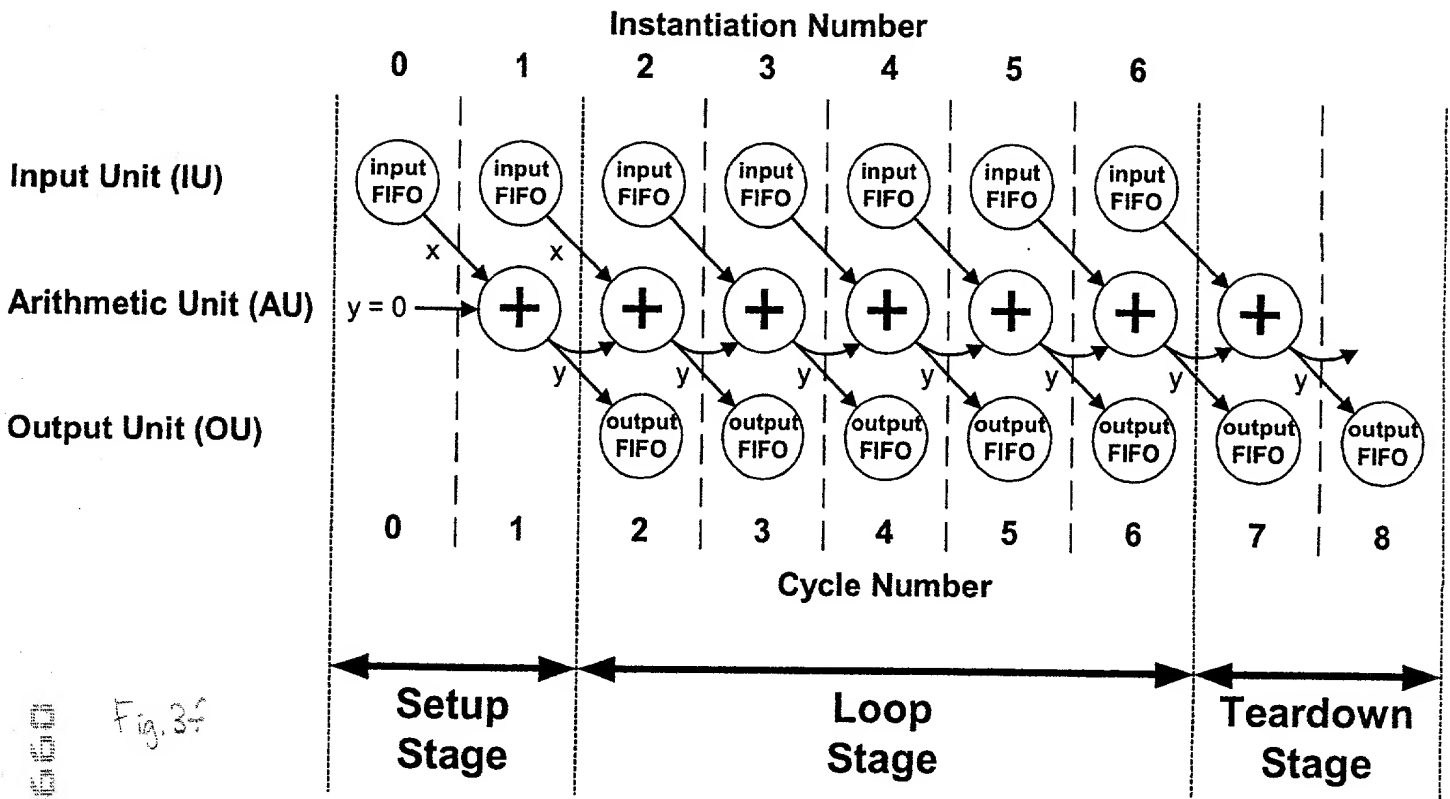 Instantiation Number
0 1 2 3 4 5 6
Input Unit (IU)
input FIFO input FIFO input FIFO input FIFO input FIFO input FIFO input FIFO
x x
Arithmetic Unit (AU)
y = 0 + + + + + + +
y y y y y y y
Output Unit (OU)
output FIFO output FIFO output FIFO output FIFO output FIFO output FIFO output FIFO
0 1 2 3 4 5 6 7 8
Cycle Number
Setup Stage
Loop Stage
Teardown Stage
Fig. 3f